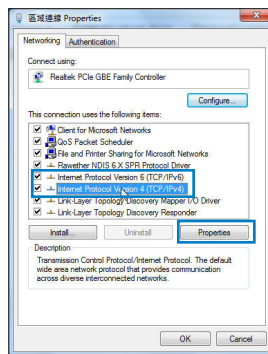 區域連線 Properties
Networking
Authentication
Connect using:
Realtek PCIe GBE Family Controller
Configure...
This connection uses the following items:
Client for Microsoft Networks
QoS Packet Scheduler
File and Printer Sharing for Microsoft Networks
Rawether NDIS 6.X SPR Protocol Driver
Internet Protocol Version 6 (TCP/IPv6)
Internet Protocol Version 4 (TCP/IPv4)
Link-Layer Topology Discovery Mapper I/O Driver
Link-Layer Topology Discovery Responder
Install...
Uninstall
Properties
Description
Transmission Control Protocol/Internet Protocol. The default
wide area network protocol that provides communication
across diverse interconnected networks.
OK
Cancel